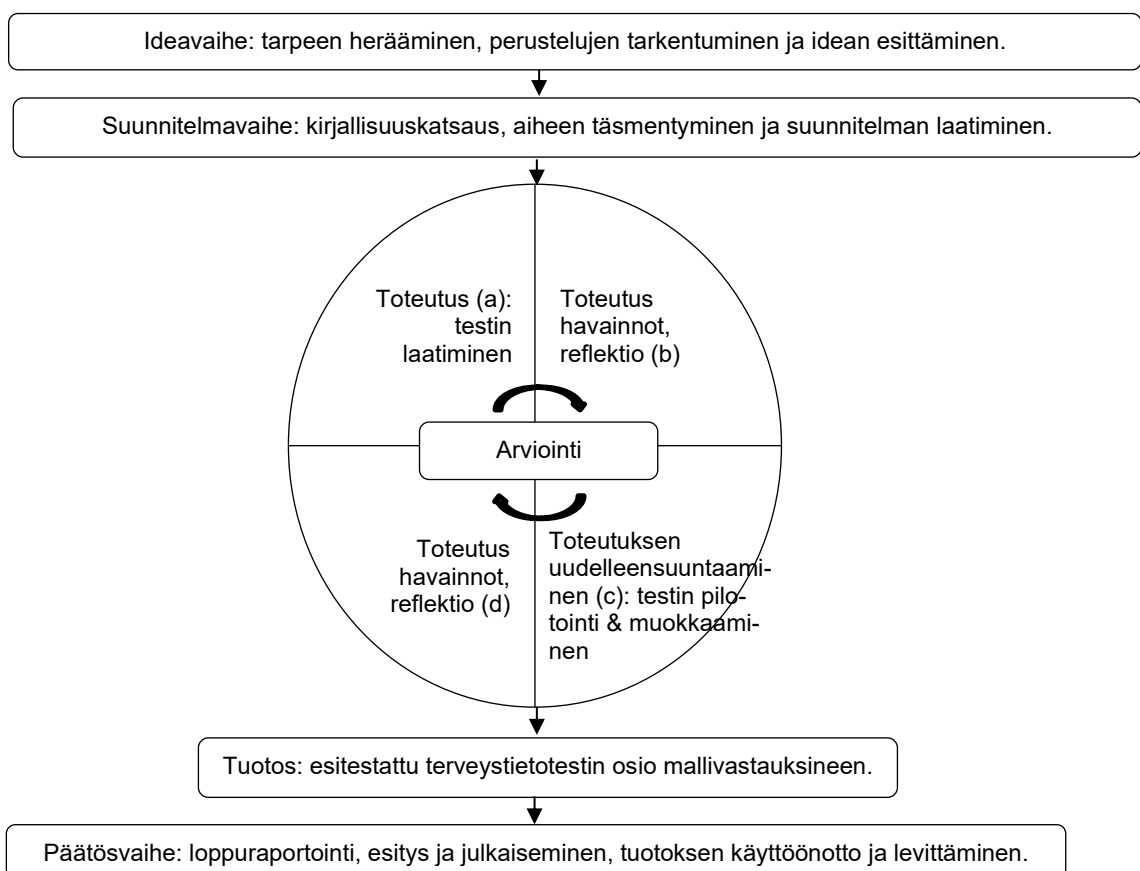 Ideavaihe: tarpeen herääminen, perustelujen tarkentuminen ja idean esittäminen.
Suunnitelmavaihe: kirjallisuuskatsaus, aiheen täsmentyminen ja suunnitelman laatiminen.
Toteutus (a):
testin
laatiminen
Toteutus
havainnot,
reflektio (b)
Arviointi
Toteutus
havainnot,
reflektio (d)
Toteutuksen
uudelleensuuntaami-
nen (c): testin pilo-
tointi & muokkaami-
nen
Tuotos: esitestattu terveystietotestin osio mallivastauksineen.
Päätösvaihe: loppuraportointi, esitys ja julkaiseminen, tuotoksen käyttöönotto ja levittäminen.